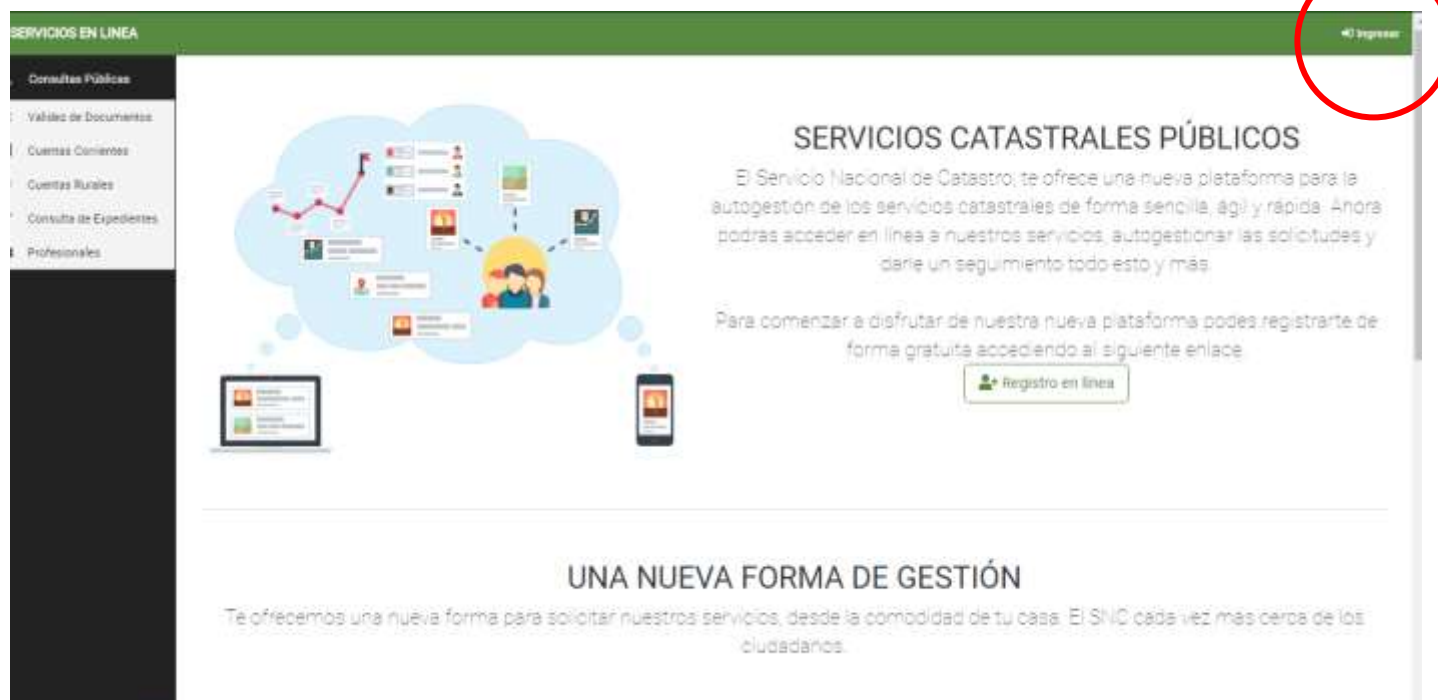 SERVICIOS EN LINEA
Ingresar
Consultas Públicas
Validez de Documentos
Cuentas Corrientes
Cuentas Rurales
Consulta de Expedientes
Profesionales
SERVICIOS CATASTRALES PÚBLICOS
El Servicio Nacional de Catastro, te ofrece una nueva plataforma para la
autogestión de los servicios catastrales de forma sencilla, ágil y rápida. Ahora
podras acceder en línea a nuestros servicios, autogestionar las solicitudes y
darle un seguimiento todo esto y más.
Para comenzar a disfrutar de nuestra nueva plataforma podes registrarte de
forma gratuita accediendo al siguiente enlace
Registro en línea
UNA NUEVA FORMA DE GESTIÓN
Te ofrecemos una nueva forma para solicitar nuestros servicios, desde la comodidad de tu casa. El SNC cada vez mas cerca de los
ciudadanos.